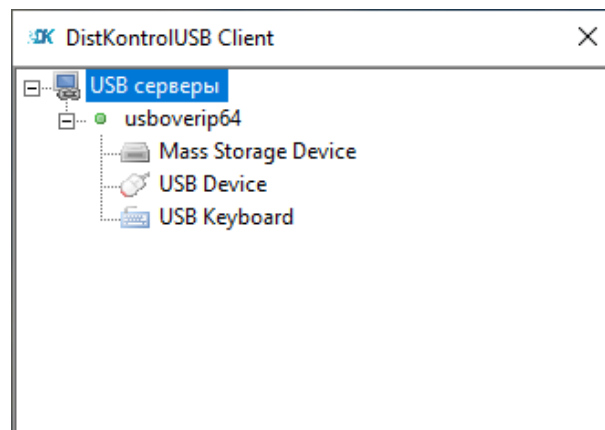 DK DistKontrolUSB Client
USB серверы
usboverip64
Mass Storage Device
USB Device
USB Keyboard